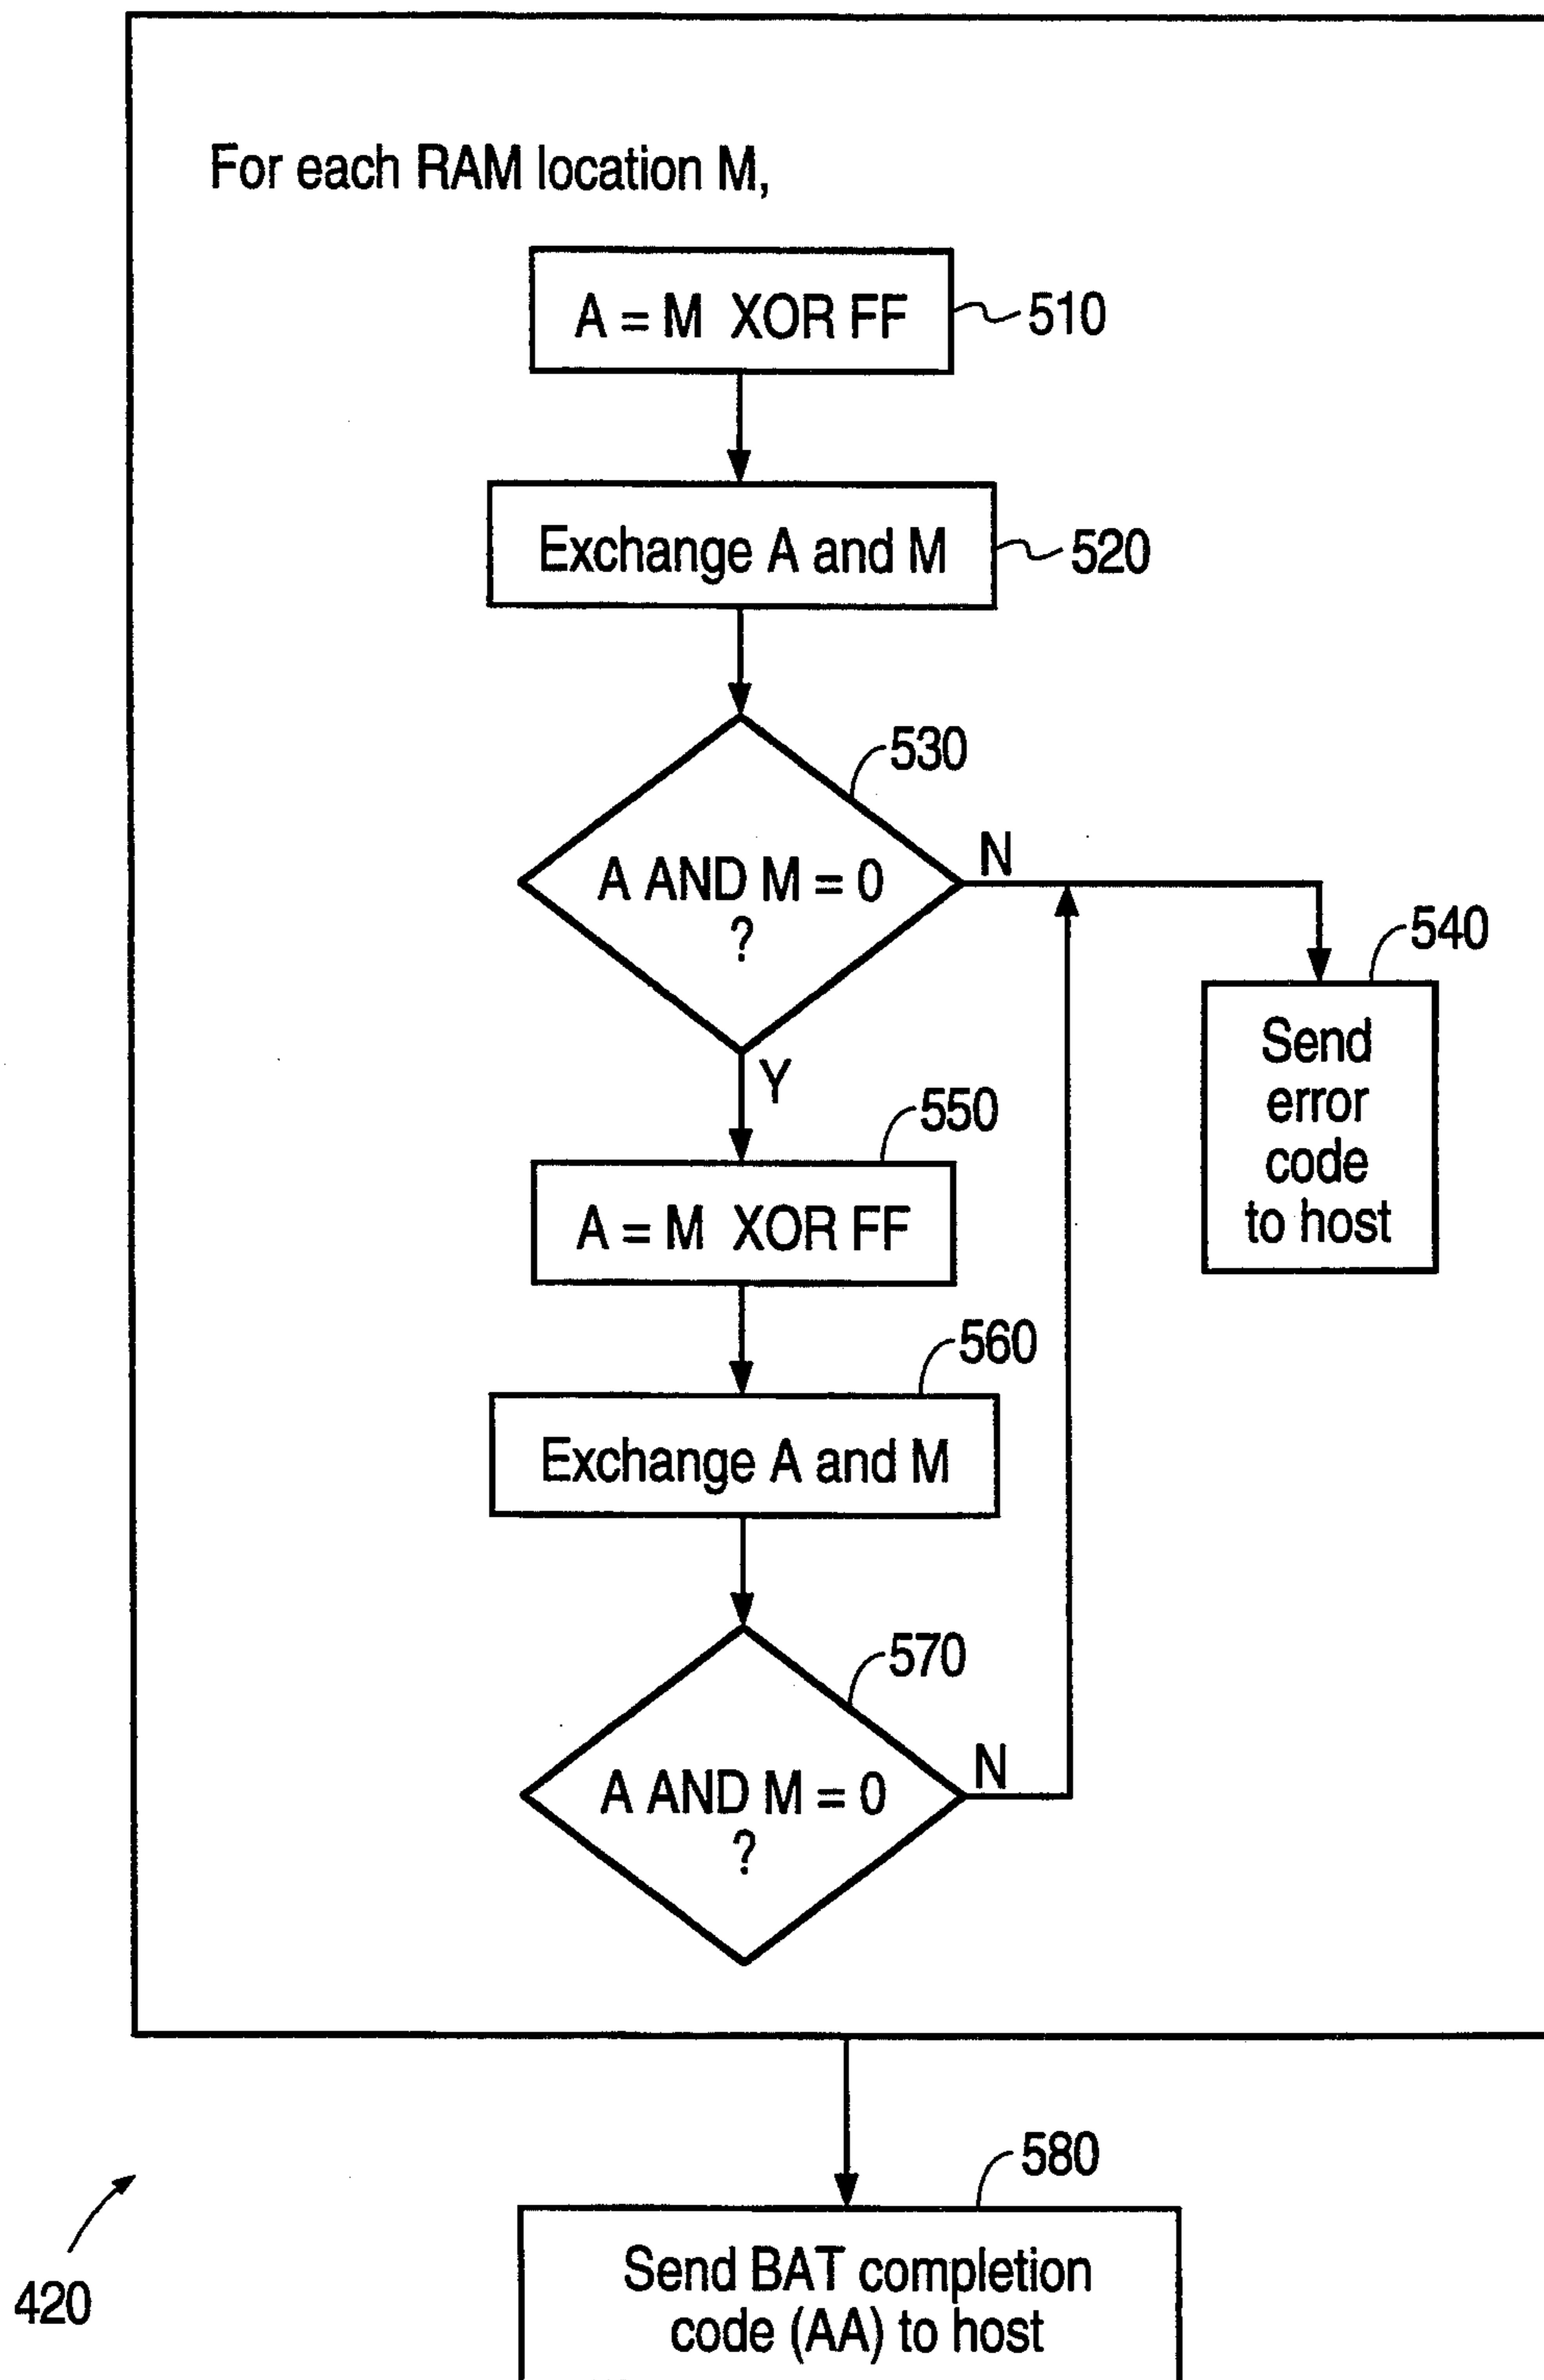 For each RAM location M,
A = M XOR FF
510
Exchange A and M
520
530
A AND M = 0
?
N
540
Send
error
code
to host
Y
550
A = M XOR FF
560
Exchange A and M
570
A AND M = 0
?
N
580
Send BAT completion
code (AA) to host
420